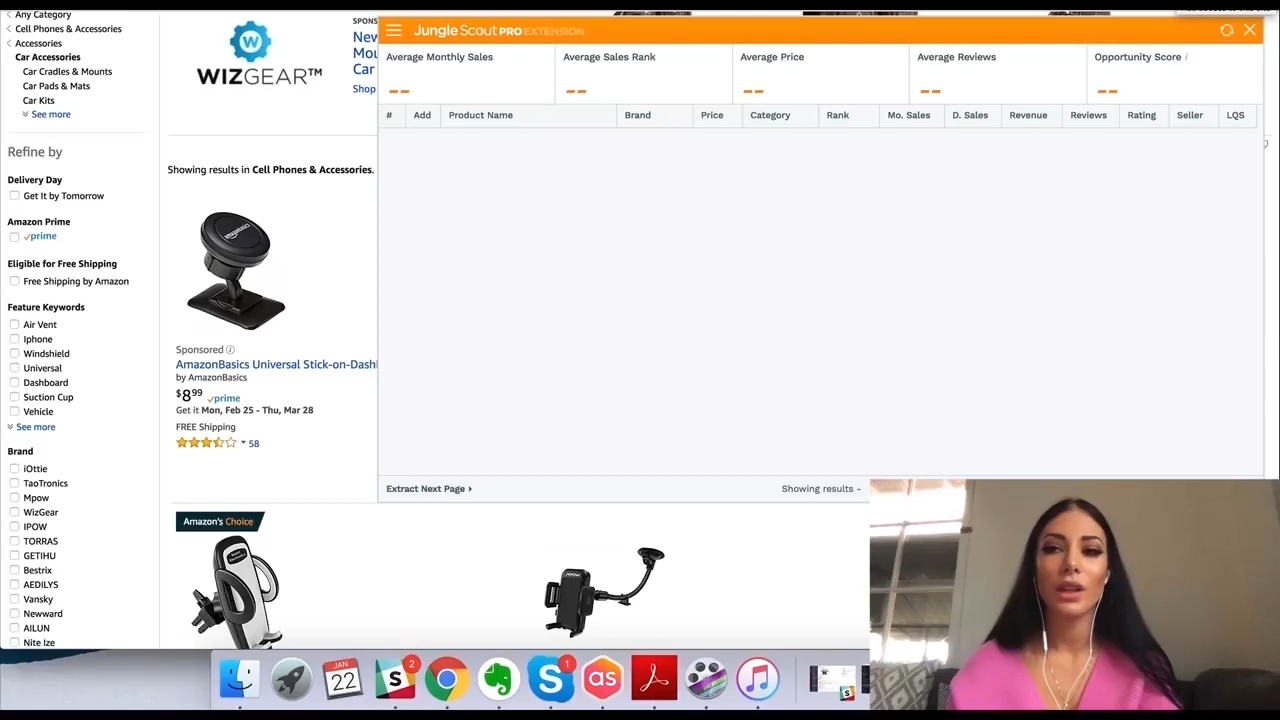 Any Category
Cell Phones & Accessories
Accessories
Car Accessories
Car Cradles & Mounts
Car Pads & Mats
Car Kits
See more
Refine by
Delivery Day
Get It by Tomorrow
Amazon Prime
prime
Eligible for Free Shipping
Free Shipping by Amazon
Feature Keywords
Air Vent
Iphone
Windshield
Universal
Dashboard
Suction Cup
Vehicle
See more
Brand
iOttie
TaoTronics
Mpow
WizGear
IPOW
TORRAS
GETIHU
Bestrix
AEDILYS
Vansky
Newward
AILUN
Nite Ize
W
WIZGEAR™
SPONS
New
Mou
Car
Shop
Showing results in Cell Phones & Accessories.
amazonbasics
Sponsored
AmazonBasics Universal Stick-on-Dash
by AmazonBasics
$8 99 prime
Get it Mon, Feb 25 - Thu, Mar 28
FREE Shipping
58
Amazon's Choice
Jungle Scout PRO EXTENSION
Average Monthly Sales Average Sales Rank Average Price Average Reviews Opportunity Score /
-- -- -- -- --
# Add Product Name Brand Price Category Rank Mo. Sales D. Sales Revenue Reviews Rating Seller LQS
Extract Next Page Showing results -
mpow
JAN
22
S
2
S
1
as